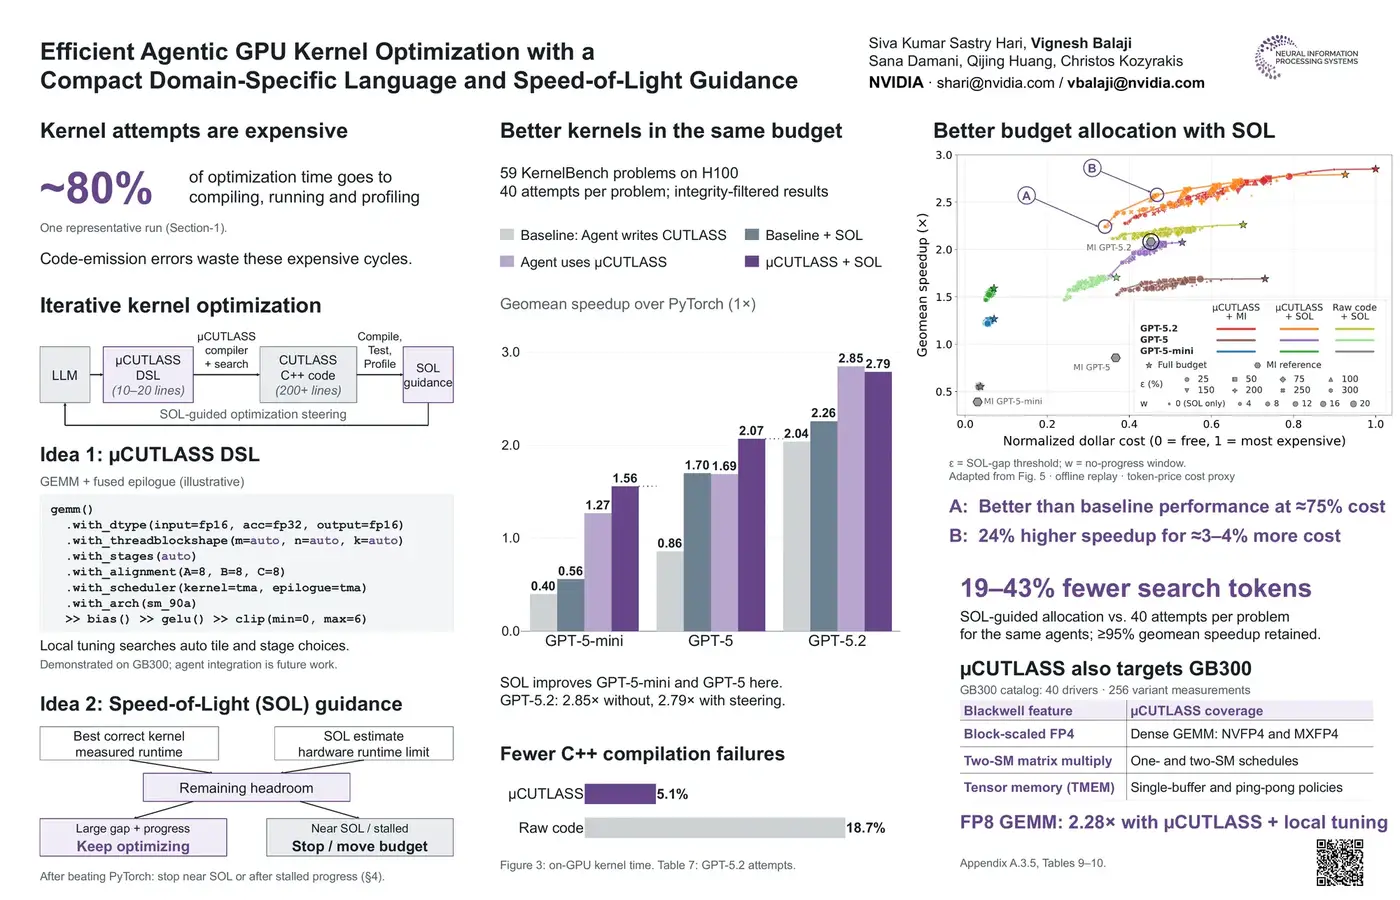 Efficient Agentic GPU Kernel Optimization with a
Compact Domain-Specific Language and Speed-of-Light Guidance
Siva Kumar Sastry Hari, Vignesh Balaji
Sana Damani, Qijing Huang, Christos Kozyrakis
NVIDIA · shari@nvidia.com / vbalaji@nvidia.com
NEURAL INFORMATION
PROCESSING SYSTEMS
Kernel attempts are expensive
~80%
of optimization time goes to
compiling, running and profiling
One representative run (Section-1).
Code-emission errors waste these expensive cycles.
Iterative kernel optimization
LLM
µCUTLASS
DSL
(10–20 lines)
µCUTLASS
compiler
+ search
CUTLASS
C++ code
(200+ lines)
Compile,
Test,
Profile
SOL
guidance
SOL-guided optimization steering
Idea 1: µCUTLASS DSL
GEMM + fused epilogue (illustrative)
gemm()
.with_dtype(input=fp16, acc=fp32, output=fp16)
.with_threadblockshape(m=auto, n=auto, k=auto)
.with_stages(auto)
.with_alignment(A=8, B=8, C=8)
.with_scheduler(kernel=tma, epilogue=tma)
.with_arch(sm_90a)
>> bias() >> gelu() >> clip(min=0, max=6)
Local tuning searches auto tile and stage choices.
Demonstrated on GB300; agent integration is future work.
Idea 2: Speed-of-Light (SOL) guidance
Best correct kernel
measured runtime
SOL estimate
hardware runtime limit
Remaining headroom
Large gap + progress
Keep optimizing
Near SOL / stalled
Stop / move budget
After beating PyTorch: stop near SOL or after stalled progress (§4).
Better kernels in the same budget
59 KernelBench problems on H100
40 attempts per problem; integrity-filtered results
Baseline: Agent writes CUTLASS
Baseline + SOL
Agent uses µCUTLASS
µCUTLASS + SOL
Geomean speedup over PyTorch (1×)
3.0
2.0
1.0
0.0
0.40
0.56
1.27
1.56
0.86
1.70
1.69
2.07
2.04
2.26
2.85
2.79
GPT-5-mini
GPT-5
GPT-5.2
SOL improves GPT-5-mini and GPT-5 here.
GPT-5.2: 2.85× without, 2.79× with steering.
Fewer C++ compilation failures
µCUTLASS
5.1%
Raw code
18.7%
Figure 3: on-GPU kernel time. Table 7: GPT-5.2 attempts.
Better budget allocation with SOL
Geomean speedup (×)
3.0
2.5
2.0
1.5
1.0
0.5
A
B
MI GPT-5.2
MI GPT-5
MI GPT-5-mini
µCUTLASS
+ MI
µCUTLASS
+ SOL
Raw code
+ SOL
GPT-5.2
GPT-5
GPT-5-mini
Full budget
MI reference
ε (%)
25
50
75
100
150
200
250
300
w
0 (SOL only)
4
8
12
16
20
0.0
0.2
0.4
0.6
0.8
1.0
Normalized dollar cost (0 = free, 1 = most expensive)
ε = SOL-gap threshold; w = no-progress window.
Adapted from Fig. 5 · offline replay · token-price cost proxy
A: Better than baseline performance at ≈75% cost
B: 24% higher speedup for ≈3–4% more cost
19–43% fewer search tokens
SOL-guided allocation vs. 40 attempts per problem
for the same agents; ≥95% geomean speedup retained.
µCUTLASS also targets GB300
GB300 catalog: 40 drivers · 256 variant measurements
Blackwell feature
µCUTLASS coverage
Block-scaled FP4
Dense GEMM: NVFP4 and MXFP4
Two-SM matrix multiply
One- and two-SM schedules
Tensor memory (TMEM)
Single-buffer and ping-pong policies
FP8 GEMM: 2.28× with µCUTLASS + local tuning
Appendix A.3.5, Tables 9–10.